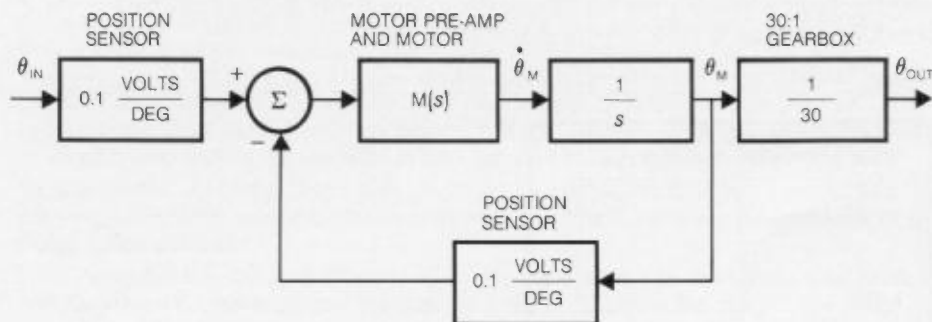 POSITION
SENSOR
MOTOR PRE-AMP
AND MOTOR
30:1
GEARBOX
θIN
0.1 VOLTS
DEG
+
Σ
−
M(s)
θ̇M
1
s
θM
1
30
θOUT
POSITION
SENSOR
0.1 VOLTS
DEG